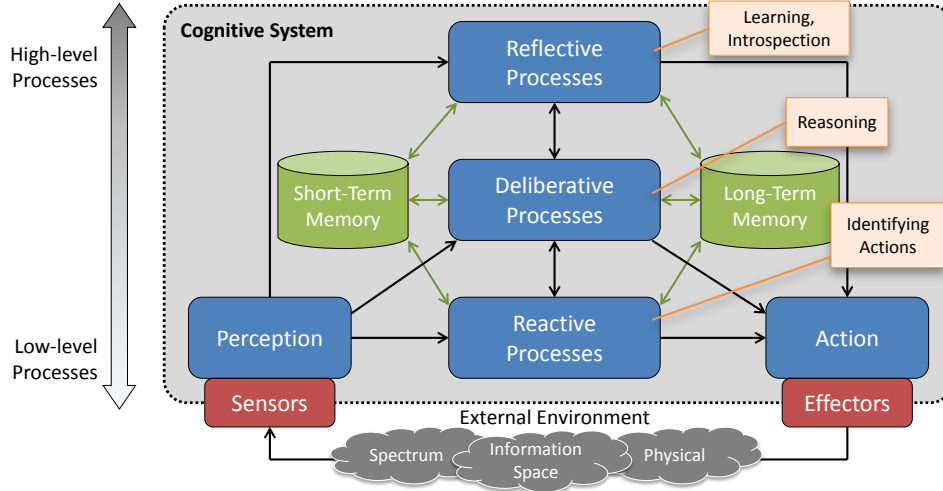 High-level
Processes
Cognitive System
Reflective
Processes
Learning,
Introspection
Reasoning
Short-Term
Memory
Deliberative
Processes
Long-Term
Memory
Identifying
Actions
Low-level
Processes
Perception
Reactive
Processes
Action
Sensors
External Environment
Effectors
Spectrum
Information
Space
Physical